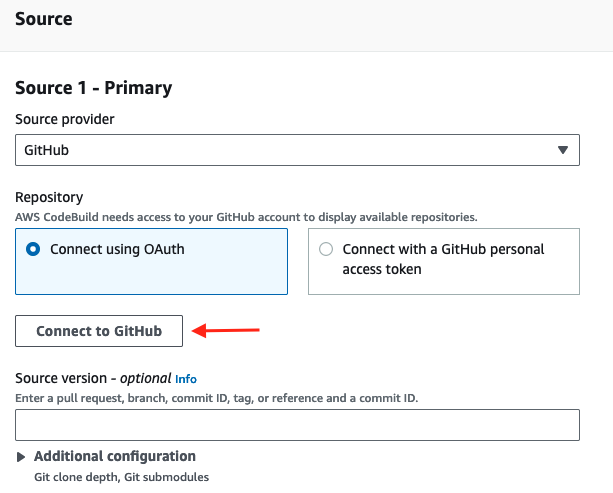 Source
Source 1 - Primary
Source provider
GitHub
Repository
AWS CodeBuild needs access to your GitHub account to display available repositories.
Connect using OAuth
Connect with a GitHub personal
access token
Connect to GitHub
Source version - optional Info
Enter a pull request, branch, commit ID, tag, or reference and a commit ID.
Additional configuration
Git clone depth, Git submodules